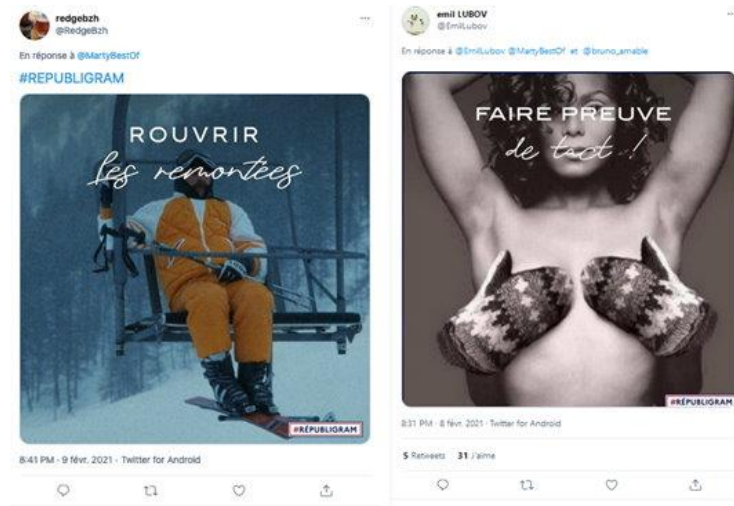 redgebzh
@RedgeBzh
En réponse à @MartyBestOf
#REPUBLIGRAM
ROUVRIR
les remontées
#RÉPUBLIGRAM
8:41 PM · 9 févr. 2021 · Twitter for Android
emil LUBOV
@EmilLubov
En réponse à @EmilLubov @MartyBestOf et @bruno_amable
FAIRE PREUVE
de tact !
#RÉPUBLIGRAM
8:31 PM · 8 févr. 2021 · Twitter for Android
5 Retweets 31 J'aime